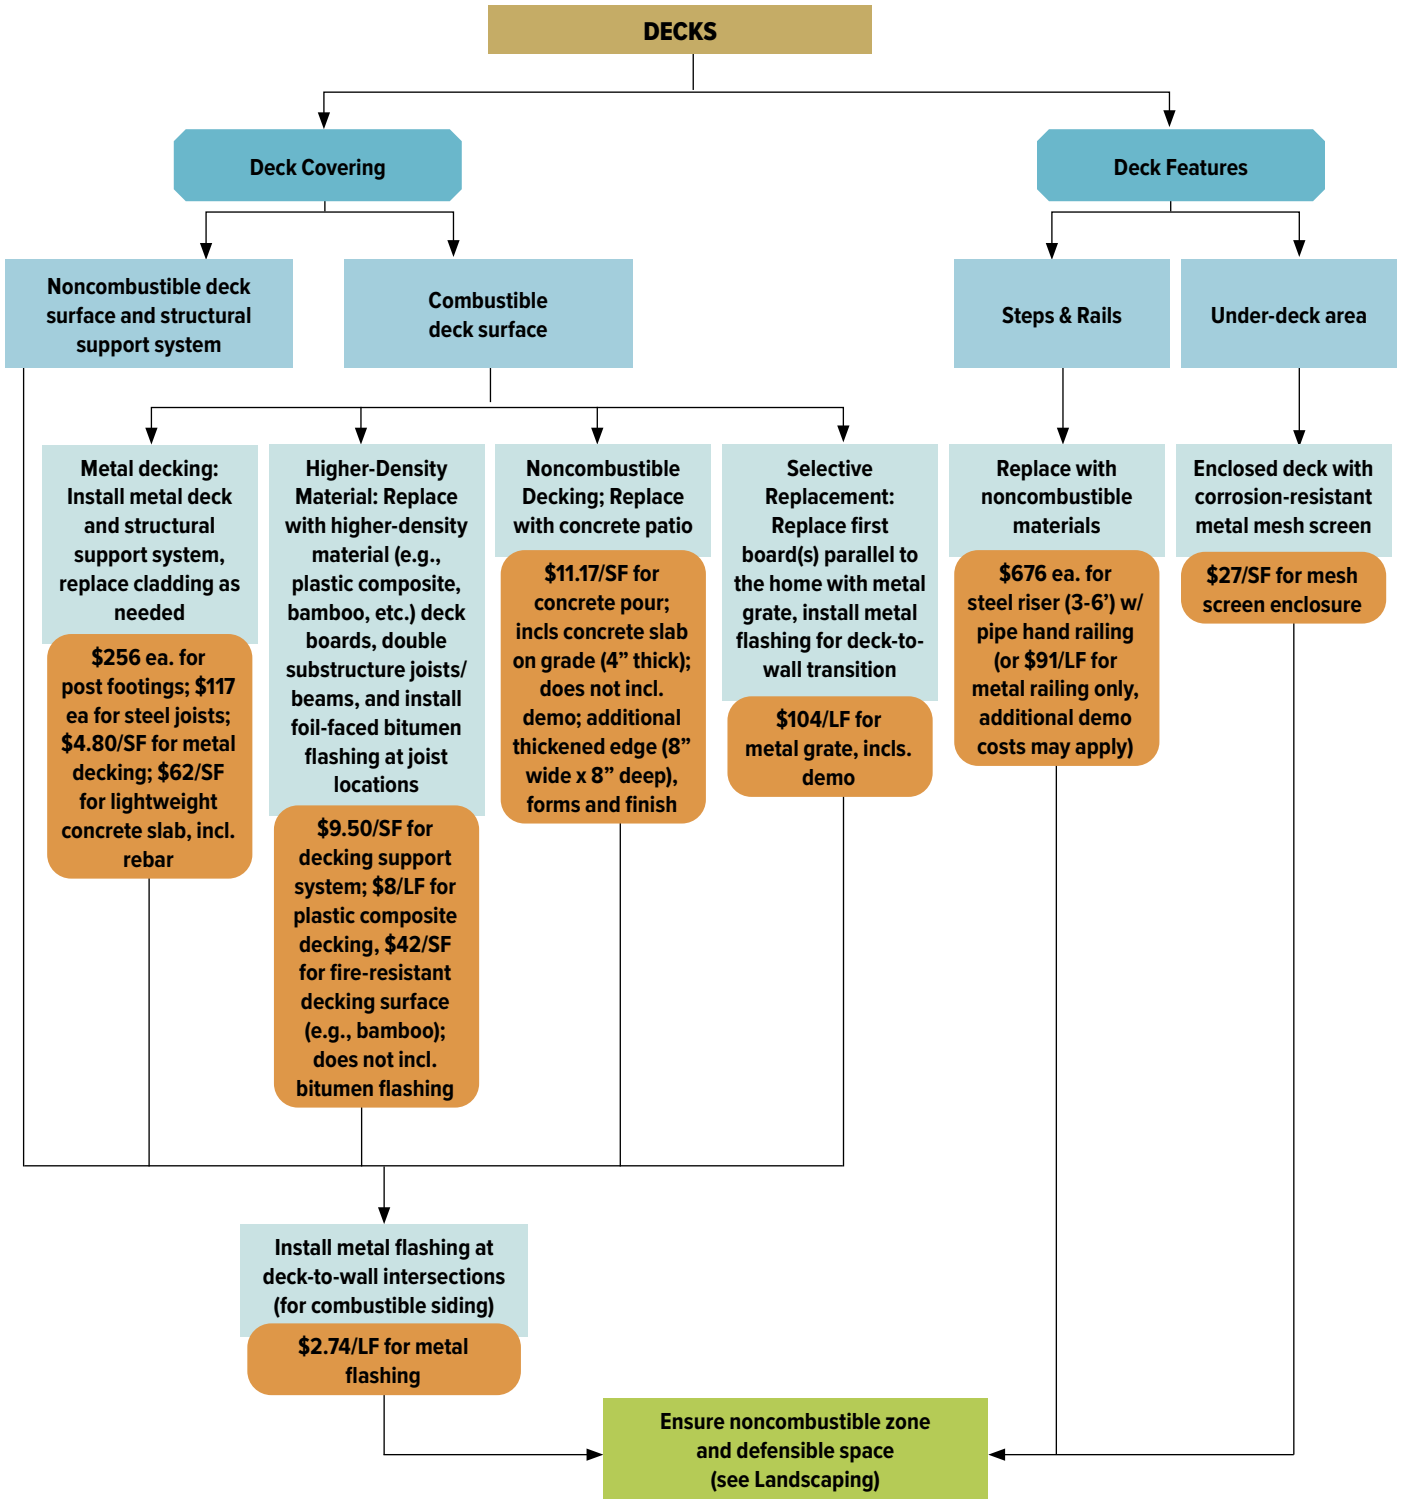 DECKS
Deck Covering
Deck Features
Noncombustible deck
surface and structural
support system
Combustible
deck surface
Steps & Rails
Under-deck area
Metal decking:
Install metal deck
and structural
support system,
replace cladding as
needed
$256 ea. for
post footings; $117
ea for steel joists;
$4.80/SF for metal
decking; $62/SF
for lightweight
concrete slab, incl.
rebar
Higher-Density
Material: Replace
with higher-density
material (e.g.,
plastic composite,
bamboo, etc.) deck
boards, double
substructure joists/
beams, and install
foil-faced bitumen
flashing at joist
locations
$9.50/SF for
decking support
system; $8/LF for
plastic composite
decking, $42/SF
for fire-resistant
decking surface
(e.g., bamboo);
does not incl.
bitumen flashing
Noncombustible
Decking; Replace
with concrete patio
$11.17/SF for
concrete pour;
incls concrete slab
on grade (4” thick);
does not incl.
demo; additional
thickened edge (8”
wide x 8” deep),
forms and finish
Selective
Replacement:
Replace first
board(s) parallel to
the home with metal
grate, install metal
flashing for deck-to-
wall transition
$104/LF for
metal grate, incls.
demo
Replace with
noncombustible
materials
$676 ea. for
steel riser (3-6’) w/
pipe hand railing
(or $91/LF for
metal railing only,
additional demo
costs may apply)
Enclosed deck with
corrosion-resistant
metal mesh screen
$27/SF for mesh
screen enclosure
Install metal flashing at
deck-to-wall intersections
(for combustible siding)
$2.74/LF for metal
flashing
Ensure noncombustible zone
and defensible space
(see Landscaping)